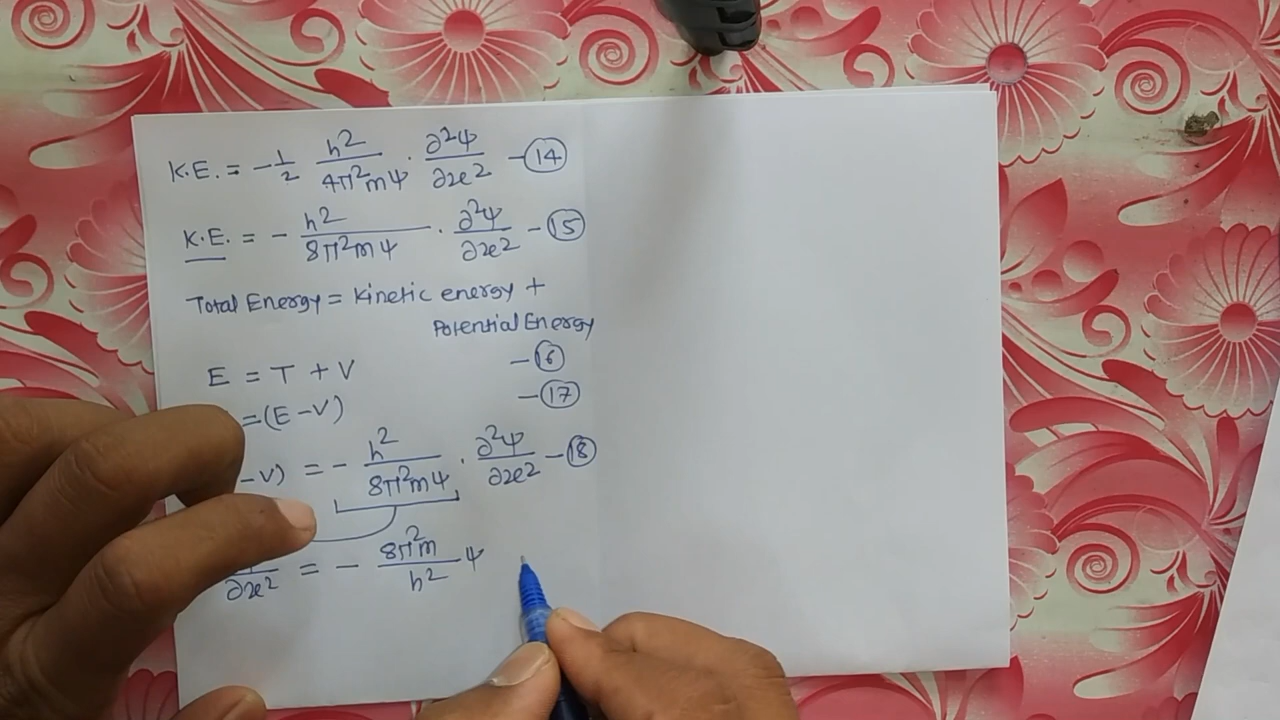 K.E. = -1/2 h²/4π²mψ · ∂²ψ/∂x² -(14)
K.E. = - h²/8π²mψ · ∂²ψ/∂x² -(15)
Total Energy = Kinetic energy +
Potential Energy
-(16)
E = T + V
-(17)
=(E-V)
-V) = - h²/8π²mψ · ∂²ψ/∂x² -(18)
∂x² = - 8π²m/h² ψ